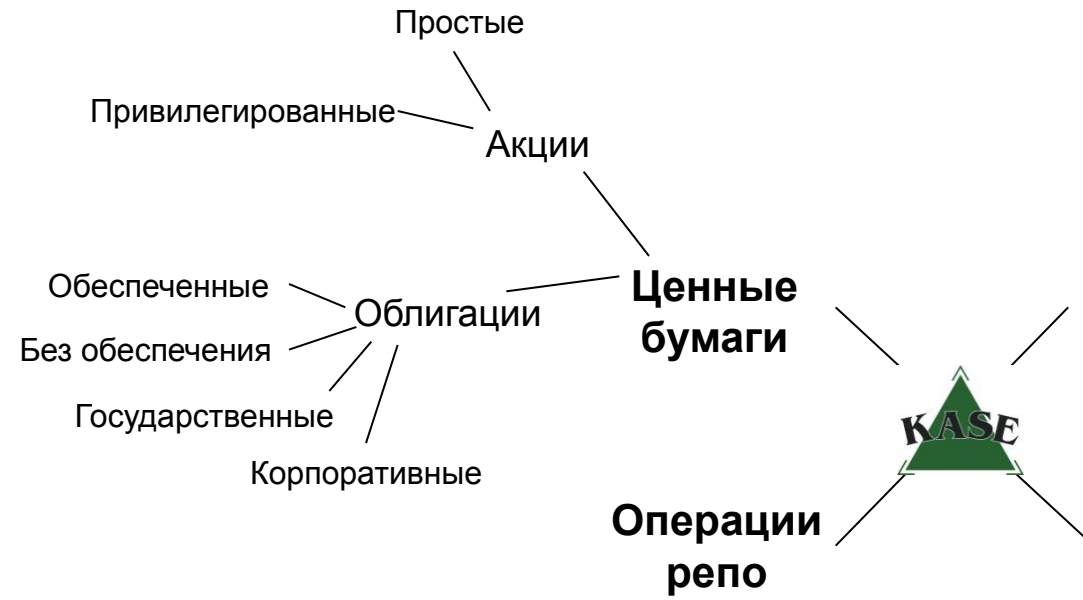 Простые
Привилегированные
Акции
Обеспеченные
Облигации
Ценные
бумаги
Без обеспечения
Государственные
Корпоративные
KASE
Операции
репо